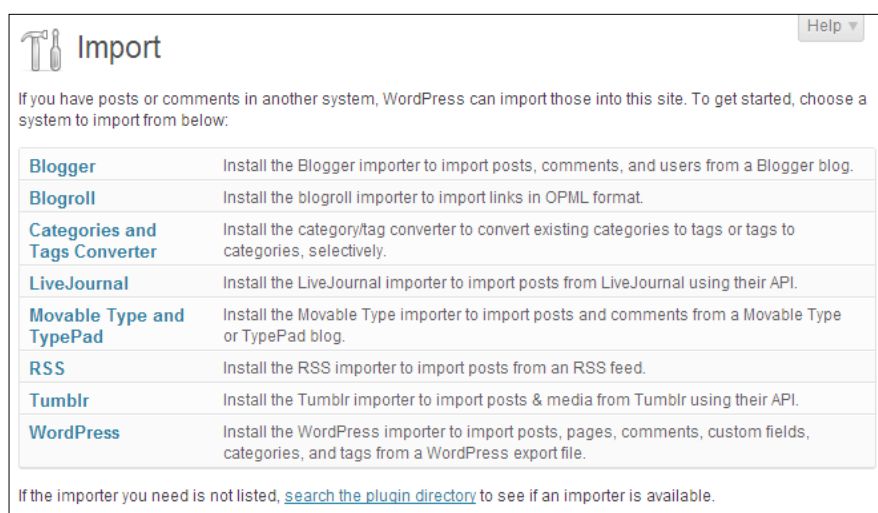 Help
Import
If you have posts or comments in another system, WordPress can import those into this site. To get started, choose a
system to import from below:
Blogger Install the Blogger importer to import posts, comments, and users from a Blogger blog.
Blogroll Install the blogroll importer to import links in OPML format.
Categories and Install the category/tag converter to convert existing categories to tags or tags to
Tags Converter categories, selectively.
LiveJournal Install the LiveJournal importer to import posts from LiveJournal using their API.
Movable Type and Install the Movable Type importer to import posts and comments from a Movable Type
TypePad or TypePad blog.
RSS Install the RSS importer to import posts from an RSS feed.
Tumblr Install the Tumblr importer to import posts & media from Tumblr using their API.
WordPress Install the WordPress importer to import posts, pages, comments, custom fields,
categories, and tags from a WordPress export file.
If the importer you need is not listed, search the plugin directory to see if an importer is available.